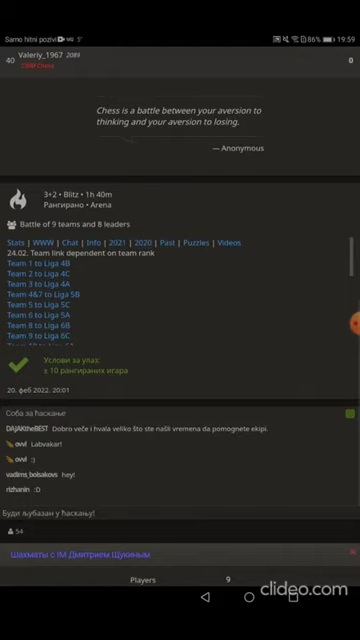 Samo hitni pozivi
86% 19:59
40 Valeriy_1967 2089 0
Chess is a battle between your aversion to
thinking and your aversion to losing.
— Anonymous
3+2 • Blitz • 1h 40m
Рангирано • Arena
Battle of 9 teams and 8 leaders
Stats | WWW | Chat | Info | 2021 | 2020 | Past | Puzzles | Videos
24.02. Team link dependent on team rank
Team 1 to Liga 4B
Team 2 to Liga 4C
Team 3 to Liga 4A
Team 4&7 to Liga 5B
Team 5 to Liga 5C
Team 6 to Liga 5A
Team 8 to Liga 6B
Team 9 to Liga 6C
Услови за улаз:
≥ 10 рангираних игара
20. феб 2022. 20:01
Соба за ћаскање
DAJAKtheBEST Dobro veče i hvala veliko što ste našli vremena da pomognete ekipi.
ovvl Labvakar!
ovvl :)
vadims_bolsakovs hey!
rizhanin :D
Буди љубазан у ћаскању!
54
Шахматы с IM Дмитрием Щукиным
Players 9
clideo.com